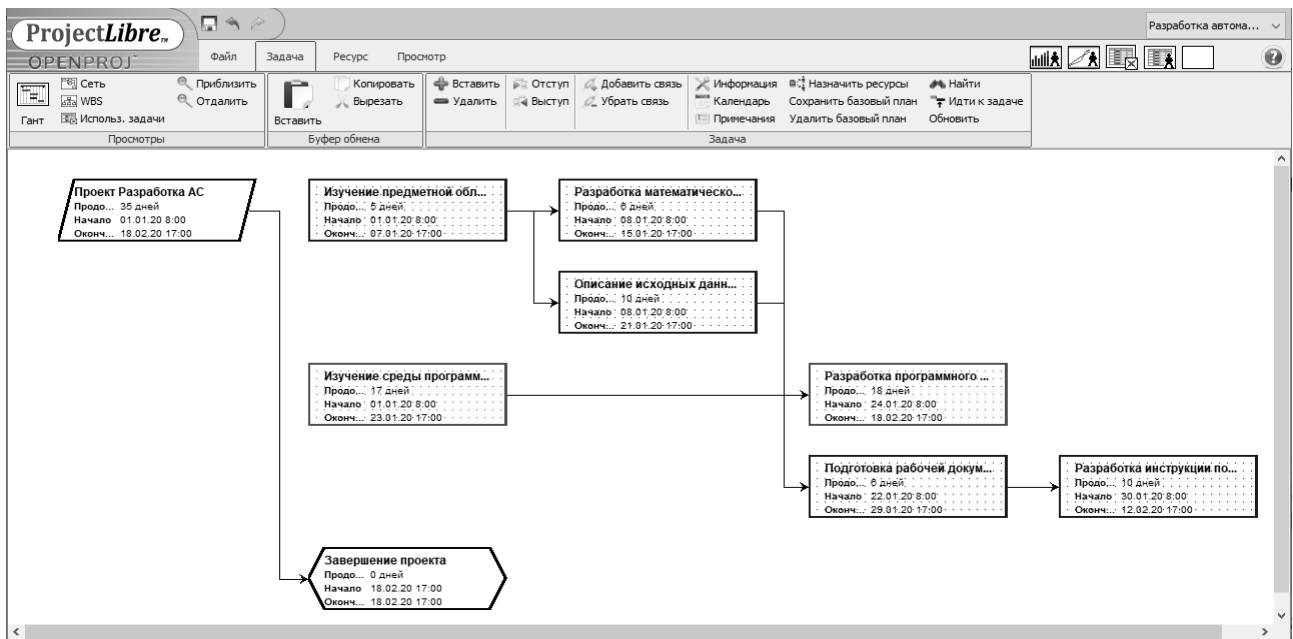 ProjectLibre™
OPENPROJ
Разработка автома...
Файл
Задача
Ресурс
Просмотр
Гант
Сеть
WBS
Использ. задачи
Приблизить
Отдалить
Просмотры
Вставить
Копировать
Вырезать
Буфер обмена
Вставить
Удалить
Отступ
Выступ
Добавить связь
Убрать связь
Информация
Календарь
Примечания
Назначить ресурсы
Сохранить базовый план
Удалить базовый план
Найти
Идти к задаче
Обновить
Задача
Проект Разработка АС
Продо... 35 дней
Начало 01.01.20 8:00
Оконч... 18.02.20 17:00
Изучение предметной обл...
Продо... 5 дней
Начало 01.01.20 8:00
Оконч... 07.01.20 17:00
Разработка математическо...
Продо... 6 дней
Начало 08.01.20 8:00
Оконч... 15.01.20 17:00
Описание исходных данн...
Продо... 10 дней
Начало 08.01.20 8:00
Оконч... 21.01.20 17:00
Изучение среды программ...
Продо... 17 дней
Начало 01.01.20 8:00
Оконч... 23.01.20 17:00
Разработка программного ...
Продо... 18 дней
Начало 24.01.20 8:00
Оконч... 18.02.20 17:00
Подготовка рабочей докум...
Продо... 6 дней
Начало 22.01.20 8:00
Оконч... 29.01.20 17:00
Разработка инструкции по...
Продо... 10 дней
Начало 30.01.20 8:00
Оконч... 12.02.20 17:00
Завершение проекта
Продо... 0 дней
Начало 18.02.20 17:00
Оконч... 18.02.20 17:00